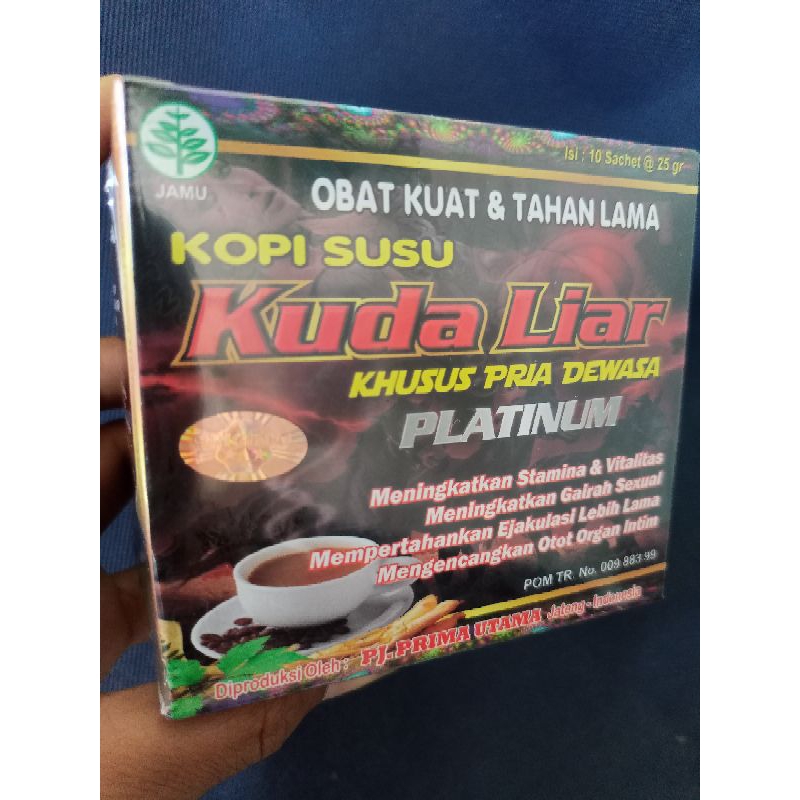 JAMU
Isi : 10 Sachet @ 25 gr
OBAT KUAT & TAHAN LAMA
KOPI SUSU
Kuda Liar
KHUSUS PRIA DEWASA
PLATINUM
Meningkatkan Stamina & Vitalitas
Meningkatkan Gairah Sexual
Mempertahankan Ejakulasi Lebih Lama
Mengencangkan Otot Organ Intim
POM TR. No. 009 883 99
Diproduksi Oleh : PJ. PRIMA UTAMA Jateng - Indonesia